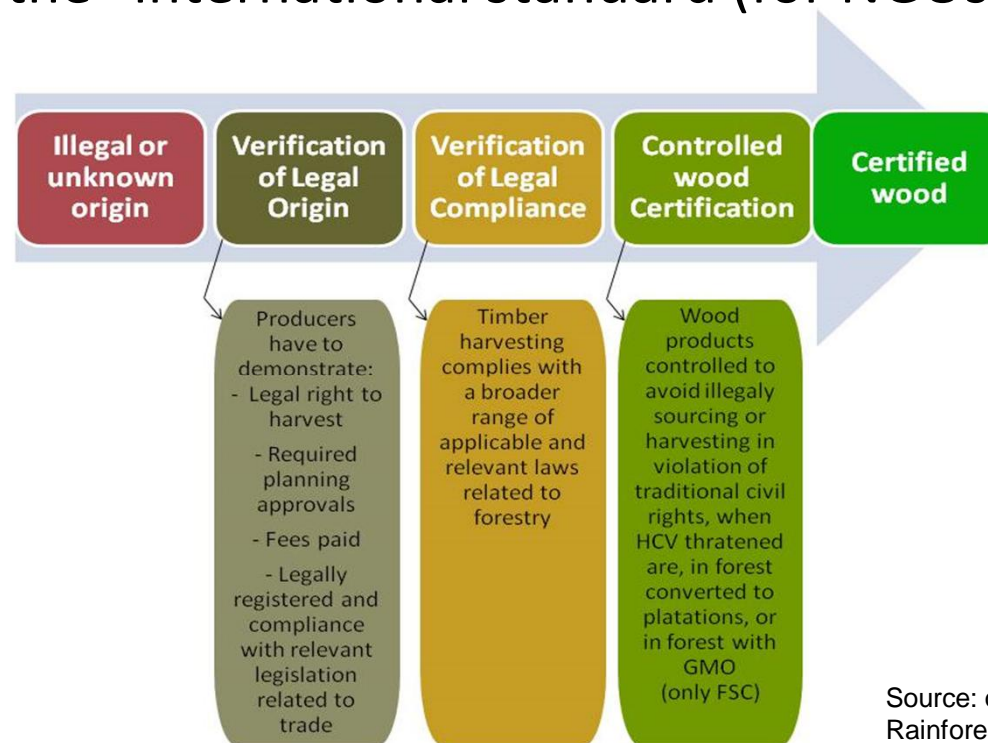 Illegal or
unknown
origin
Verification
of Legal
Origin
Verification
of Legal
Compliance
Controlled
wood
Certification
Certified
wood
Producers
have to
demonstrate:
- Legal right to
harvest
- Required
planning
approvals
- Fees paid
- Legally
registered and
compliance
with relevant
legislation
related to
trade
Timber
harvesting
complies with
a broader
range of
applicable and
relevant laws
related to
forestry
Wood
products
controlled to
avoid illegaly
sourcing or
harvesting in
violation of
traditional civil
rights, when
HCV thratened
are, in forest
converted to
platations, or
in forest with
GMO
(only FSC)
Source:
Rainfore